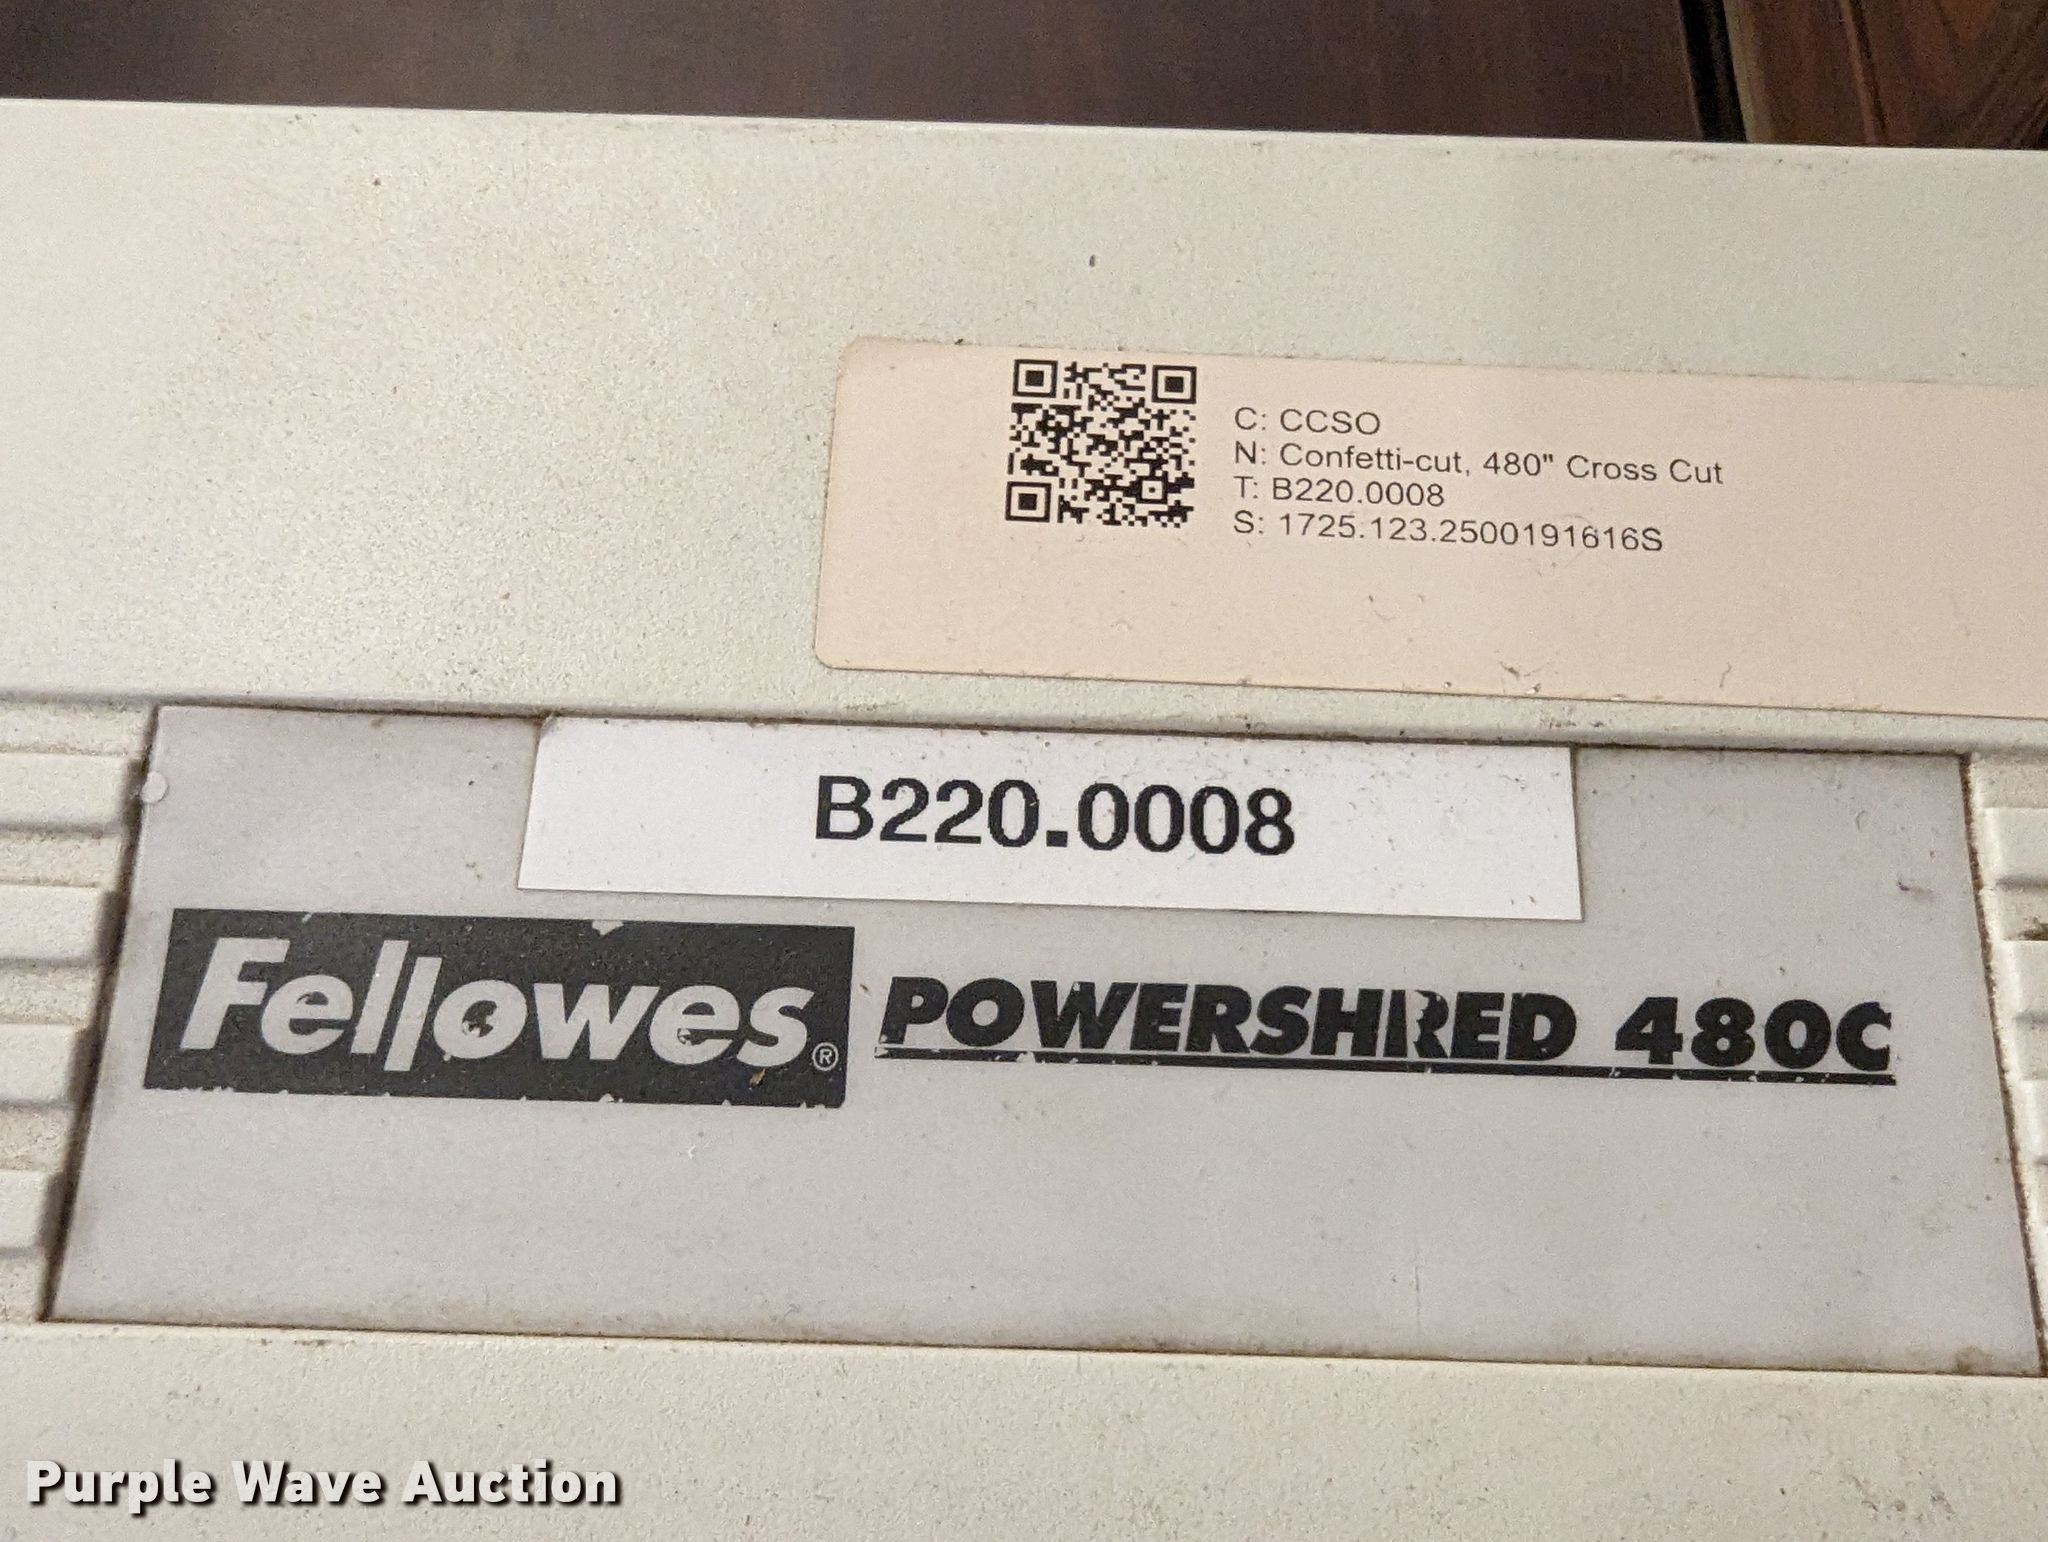 C: CCSO
N: Confetti-cut, 480" Cross Cut
T: B220.0008
S: 1725.123.2500191616S
B220.0008
Fellowes® POWERSHRED 480C
Purple Wave Auction